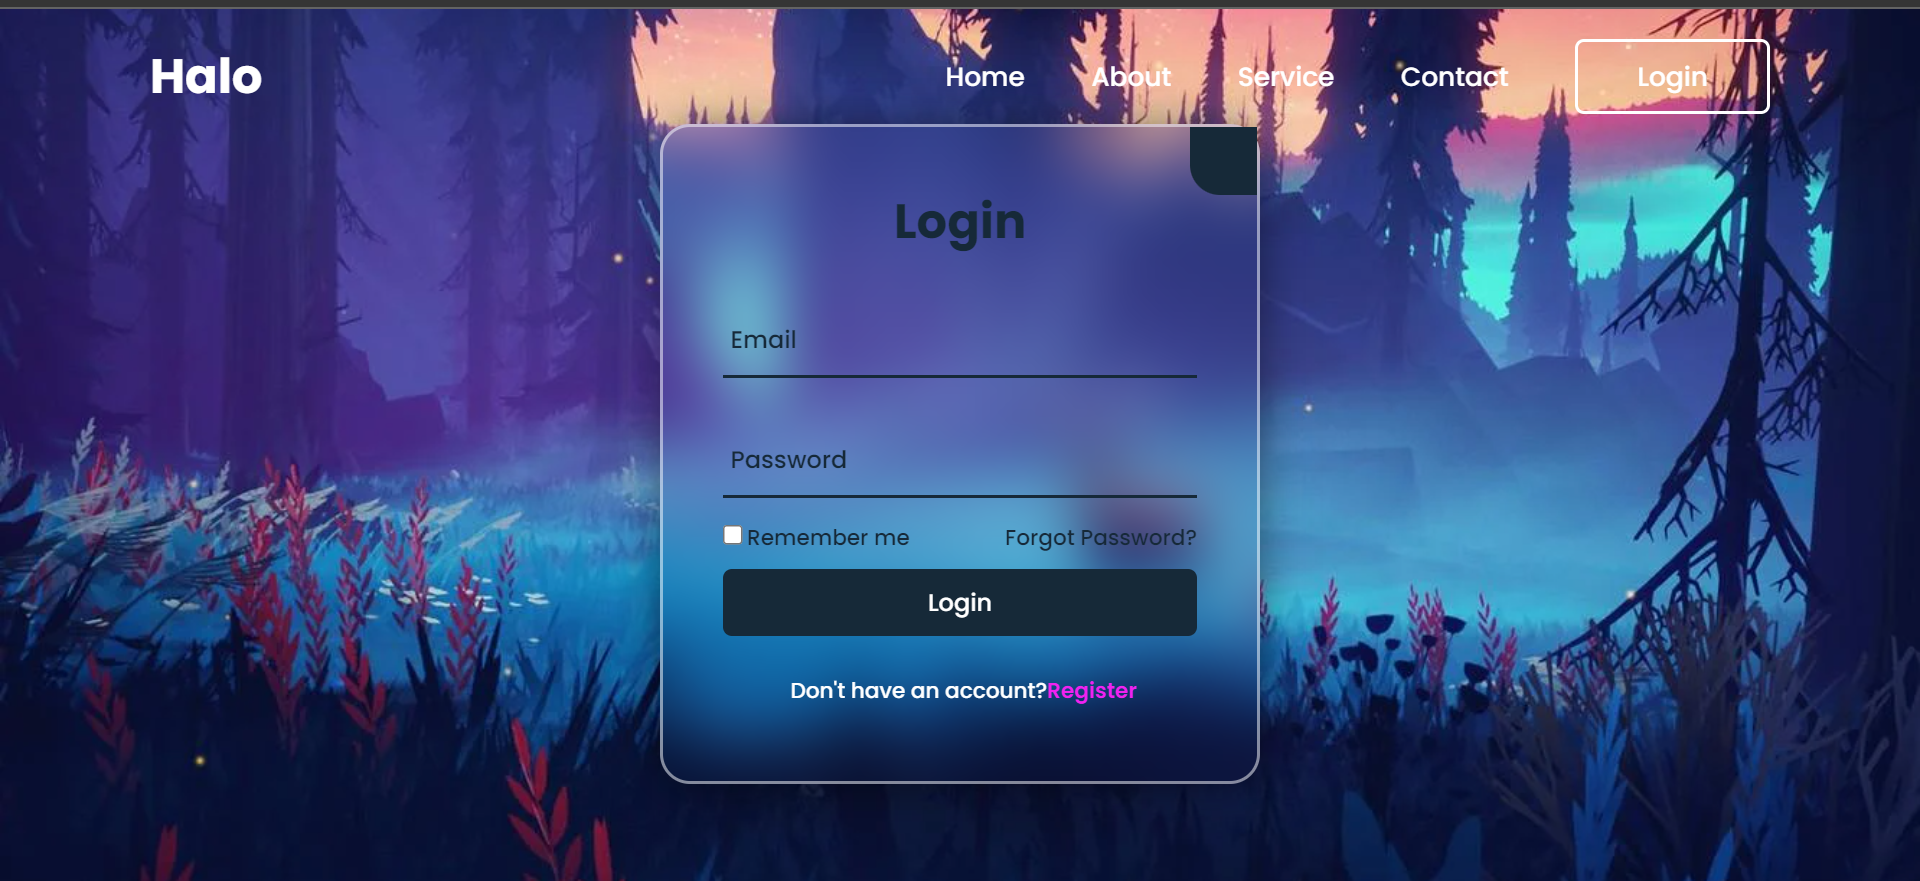 Halo
Home About Service Contact Login
Login
Email
Password
Remember me Forgot Password?
Login
Don't have an account?Register